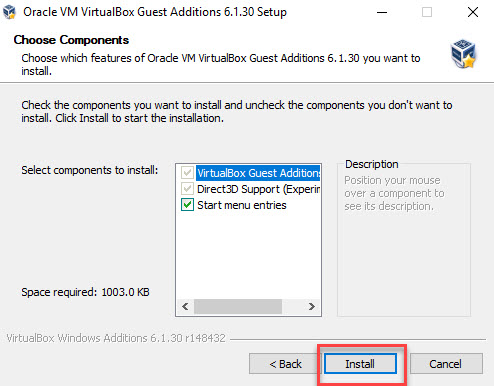 Oracle VM VirtualBox Guest Additions 6.1.30 Setup
Choose Components
Choose which features of Oracle VM VirtualBox Guest Additions 6.1.30 you want to
install.
Check the components you want to install and uncheck the components you don't want to
install. Click Install to start the installation.
Select components to install:
VirtualBox Guest Additions
Direct3D Support (Experin
Start menu entries
Description
Position your mouse
over a component to
see its description.
Space required: 1003.0 KB
VirtualBox Windows Additions 6.1.30 r148432
< Back
Install
Cancel